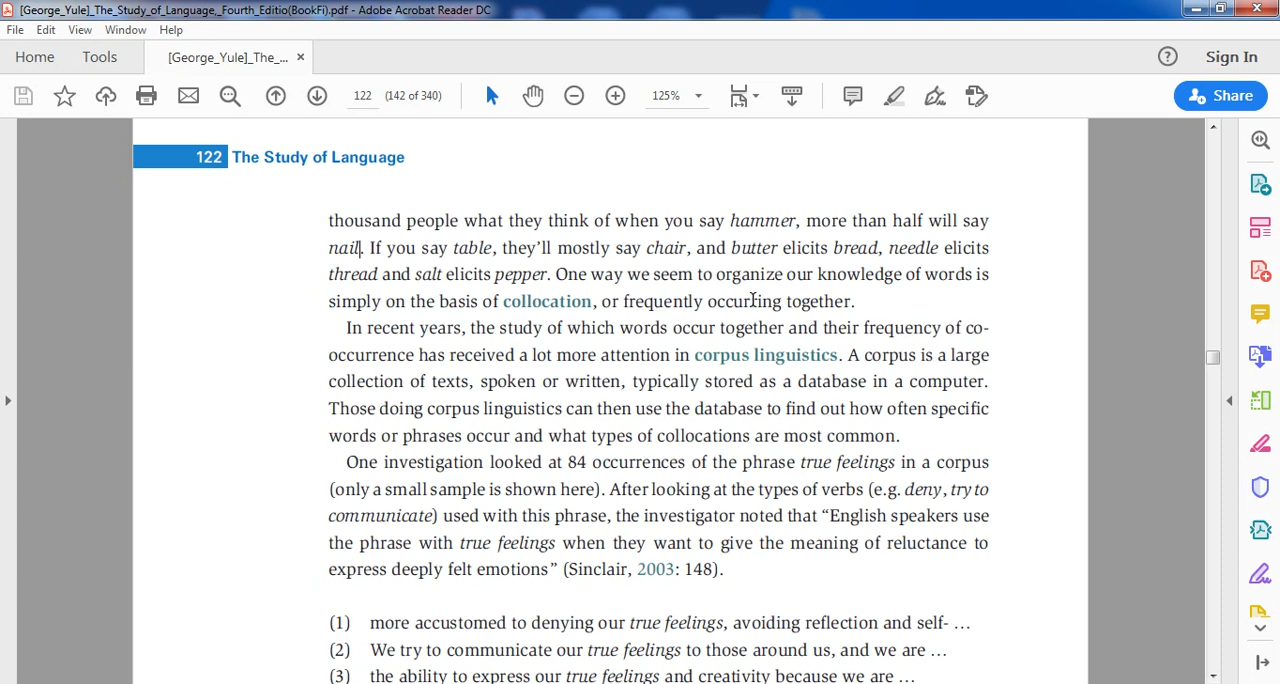 [George_Yule]_The_Study_of_Language,_Fourth_Editio(BookFi).pdf - Adobe Acrobat Reader DC
File Edit View Window Help
Home Tools [George_Yule]_The_... × ? Sign In
122 (142 of 340) 125% Share
122 The Study of Language
thousand people what they think of when you say hammer, more than half will say
nail. If you say table, they'll mostly say chair, and butter elicits bread, needle elicits
thread and salt elicits pepper. One way we seem to organize our knowledge of words is
simply on the basis of collocation, or frequently occurring together.
In recent years, the study of which words occur together and their frequency of co-
occurrence has received a lot more attention in corpus linguistics. A corpus is a large
collection of texts, spoken or written, typically stored as a database in a computer.
Those doing corpus linguistics can then use the database to find out how often specific
words or phrases occur and what types of collocations are most common.
One investigation looked at 84 occurrences of the phrase true feelings in a corpus
(only a small sample is shown here). After looking at the types of verbs (e.g. deny, try to
communicate) used with this phrase, the investigator noted that “English speakers use
the phrase with true feelings when they want to give the meaning of reluctance to
express deeply felt emotions” (Sinclair, 2003: 148).
(1) more accustomed to denying our true feelings, avoiding reflection and self- …
(2) We try to communicate our true feelings to those around us, and we are …
(3) the ability to express our true feelings and creativity because we are …